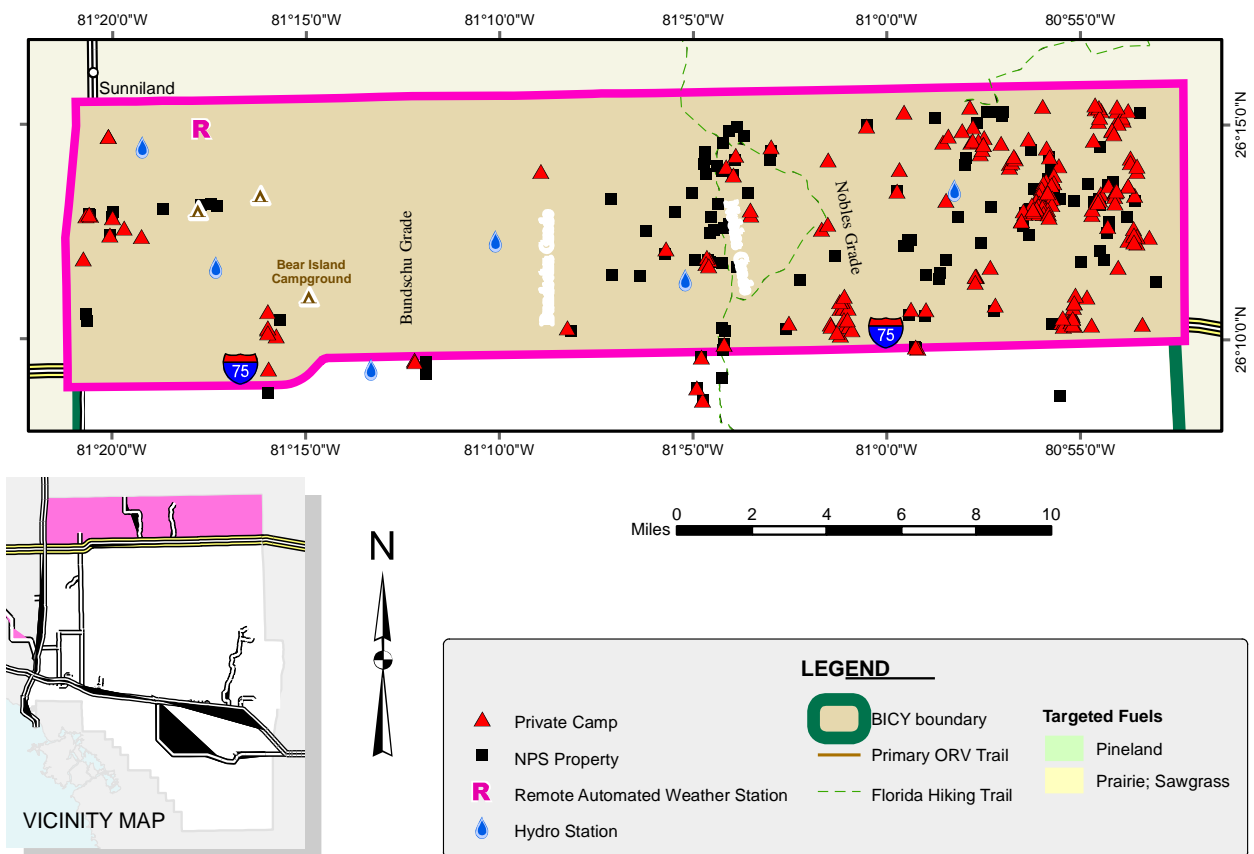 81°20'0"W 81°15'0"W 81°10'0"W 81°5'0"W 81°0'0"W 80°55'0"W
Sunniland
R
26°15'0"N
Bundschu Grade
Nobles Grade
Bear Island
Campground
75
75
26°10'0"N
81°20'0"W 81°15'0"W 81°10'0"W 81°5'0"W 81°0'0"W 80°55'0"W
VICINITY MAP
N
Miles
0 2 4 6 8 10
LEGEND
Private Camp
NPS Property
R Remote Automated Weather Station
Hydro Station
BICY boundary
Primary ORV Trail
Florida Hiking Trail
Targeted Fuels
Pineland
Prairie; Sawgrass